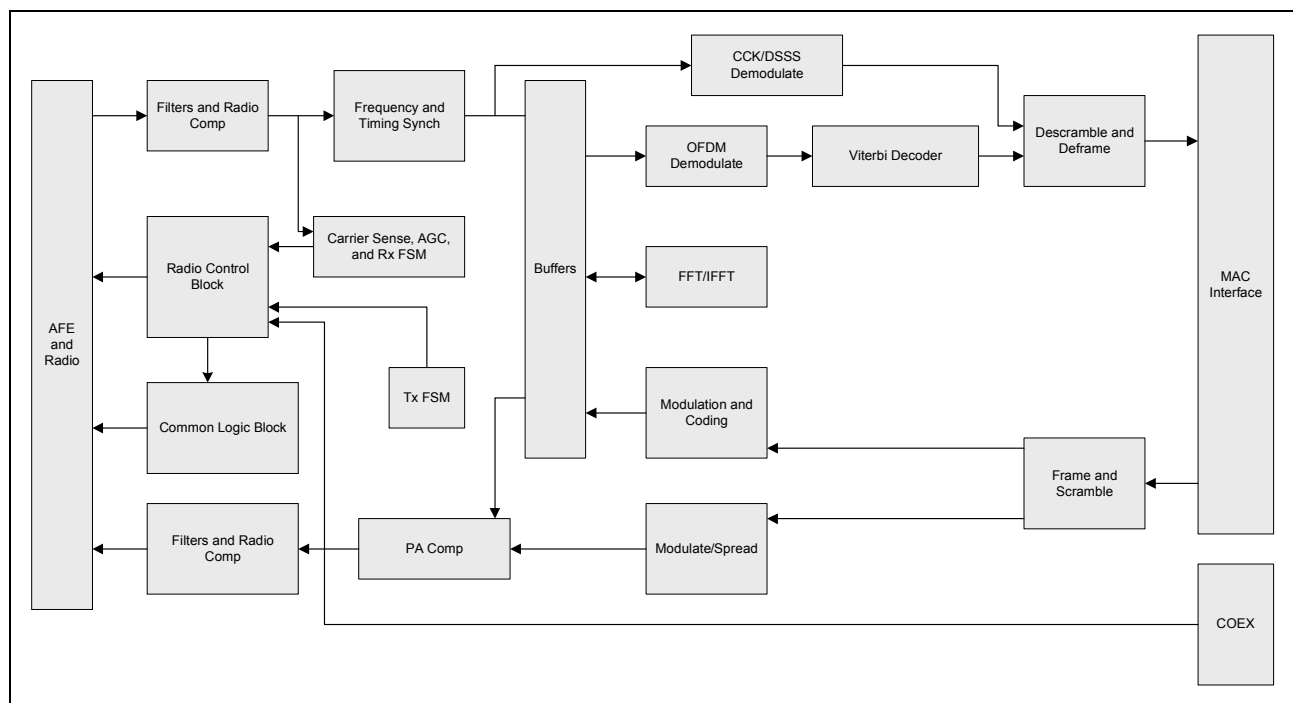 CCK/DSSS
Demodulate
Filters and Radio
Comp
Frequency and
Timing Synch
Descramble and
Deframe
OFDM
Demodulate
Viterbi Decoder
Carrier Sense, AGC,
and Rx FSM
Radio Control
Block
Buffers
FFT/IFFT
MAC
Interface
AFE
and
Radio
Tx FSM
Modulation and
Coding
Common Logic Block
Frame and
Scramble
Filters and Radio
Comp
PA Comp
Modulate/Spread
COEX